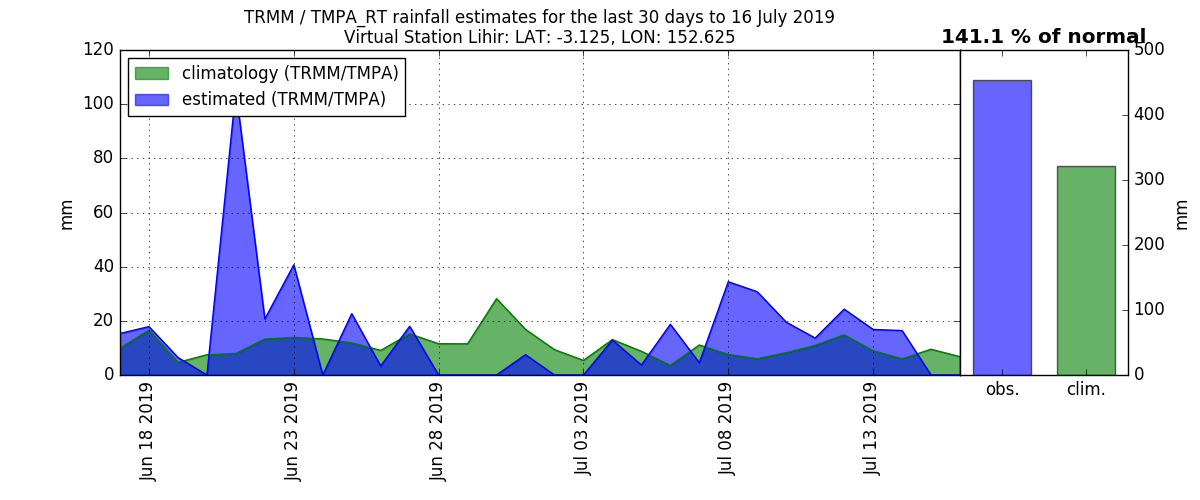 TRMM / TMPA_RT rainfall estimates for the last 30 days to 16 July 2019
Virtual Station Lihir: LAT: -3.125, LON: 152.625
141.1 % of normal
climatology (TRMM/TMPA)
estimated (TRMM/TMPA)
120
100
80
60
40
20
0
mm
Jun 18 2019
Jun 23 2019
Jun 28 2019
Jul 03 2019
Jul 08 2019
Jul 13 2019
500
400
300
200
100
0
mm
obs.
clim.